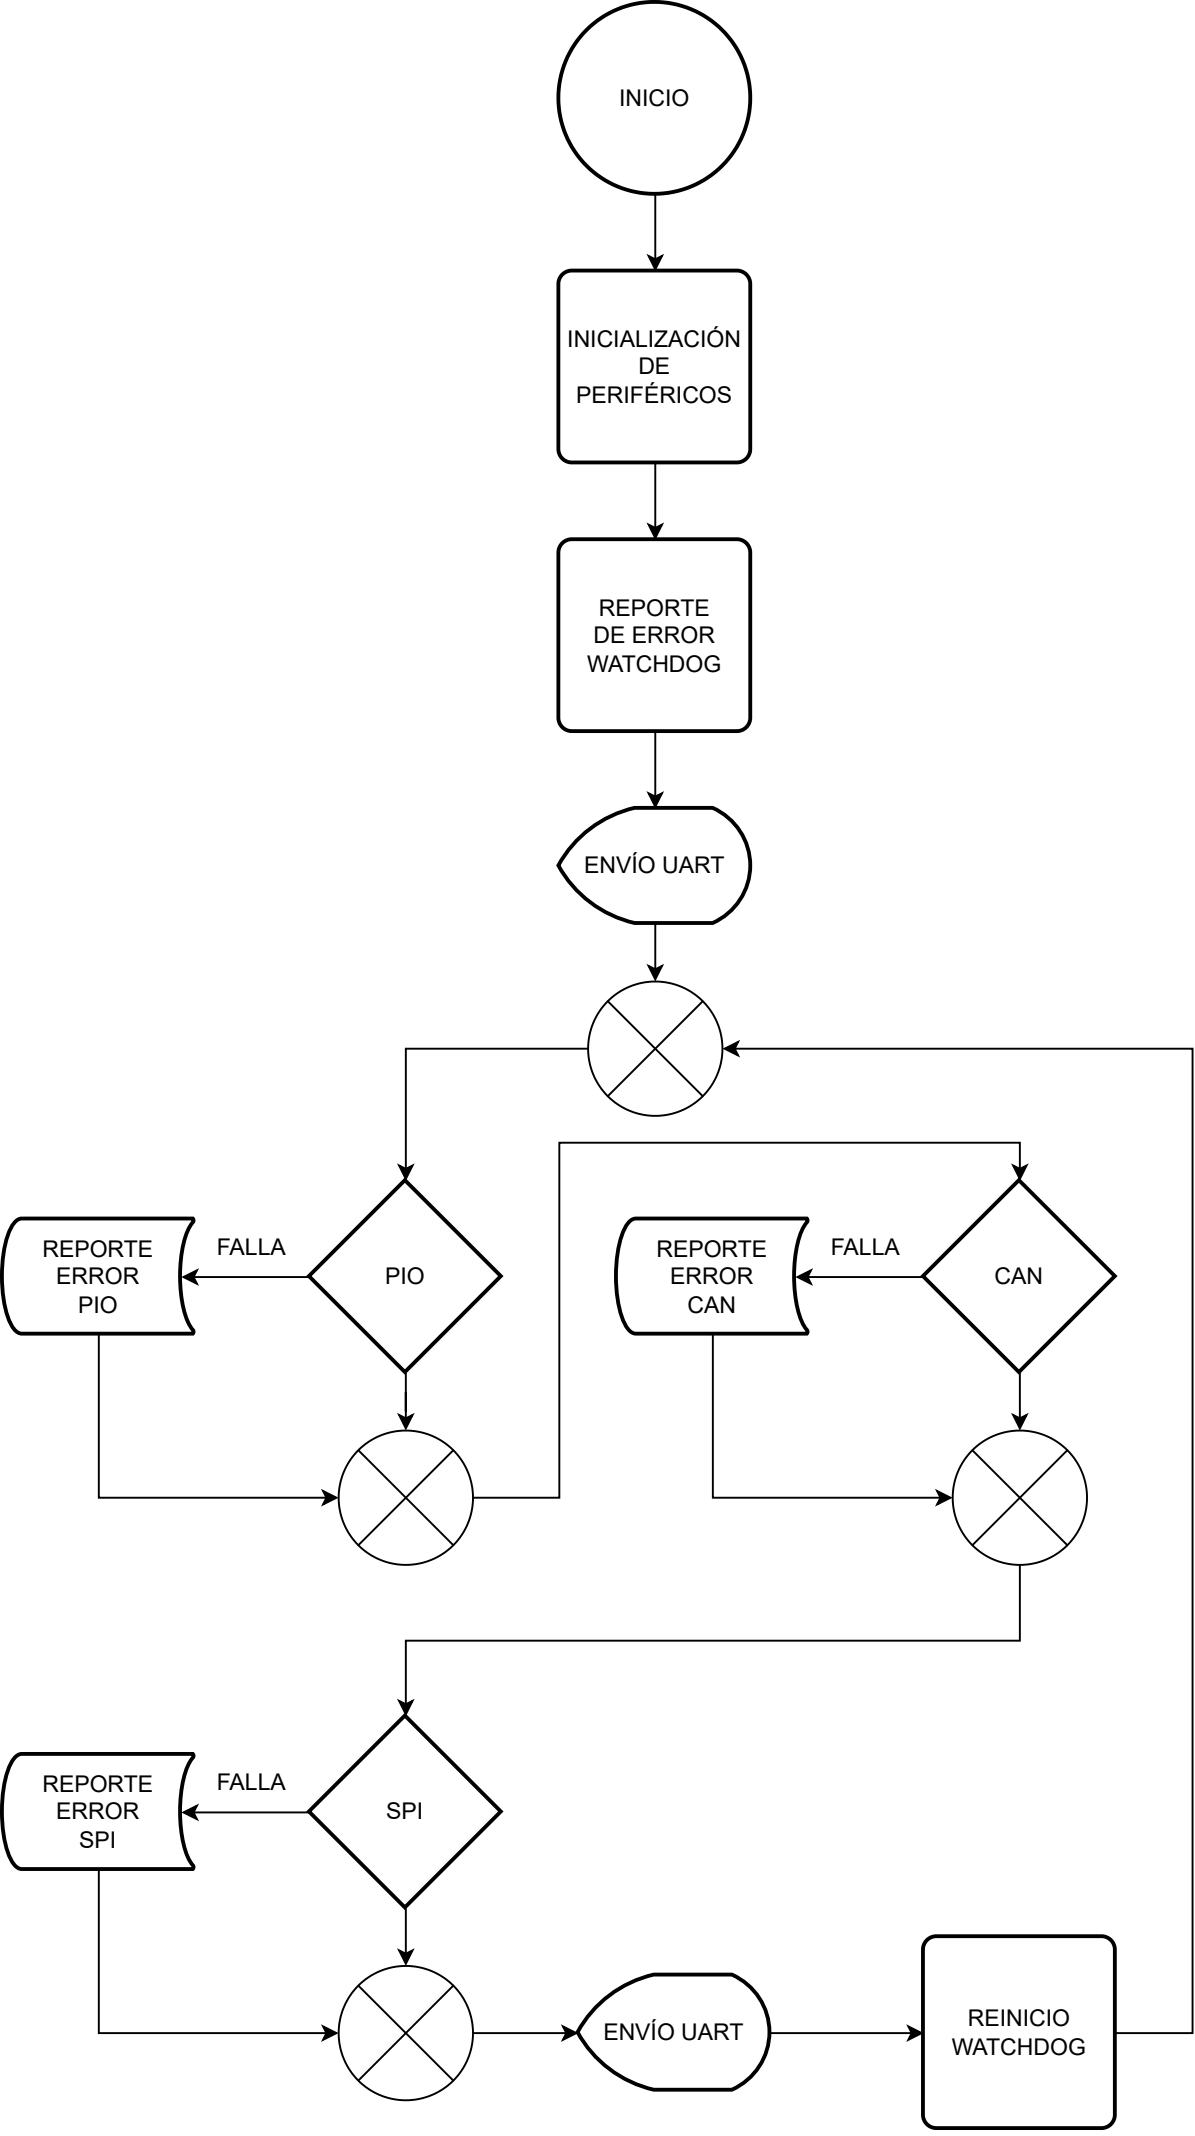 INICIO
INICIALIZACIÓN
DE
PERIFÉRICOS
REPORTE
DE ERROR
WATCHDOG
ENVÍO UART
REPORTE
ERROR
PIO
FALLA
PIO
REPORTE
ERROR
CAN
FALLA
CAN
REPORTE
ERROR
SPI
FALLA
SPI
ENVÍO UART
REINICIO
WATCHDOG